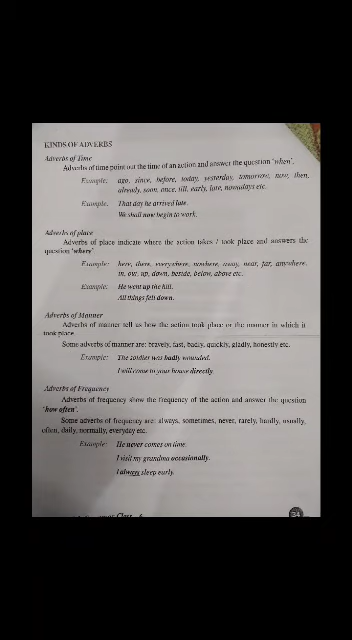 KINDS OF ADVERBS
Adverbs of Time
Adverbs of time point out the time of an action and answer the question 'when'.
Example: ago, since, before, today, yesterday, tomorrow, now, then,
already, soon, once, till, early, late, nowadays etc.
Example: That day he arrived late.
We shall now begin to work.
Adverbs of place
Adverbs of place indicate where the action takes / took place and answers the
question 'where'.
Example: here, there, everywhere, nowhere, away, near, far, anywhere,
in, out, up, down, beside, below, above etc.
Example: He went up the hill.
All things fell down.
Adverbs of Manner
Adverbs of manner tell us how the action took place or the manner in which it
took place.
Some adverbs of manner are: bravely, fast, badly, quickly, gladly, honestly etc.
Example: The soldier was badly wounded.
I will come to your house directly.
Adverbs of Frequency
Adverbs of frequency show the frequency of the action and answer the question
'how often'.
Some adverbs of frequency are: always, sometimes, never, rarely, hardly, usually,
often, daily, normally, everyday etc.
Example: He never comes on time.
I visit my grandma occasionally.
I always sleep early.
Class
34